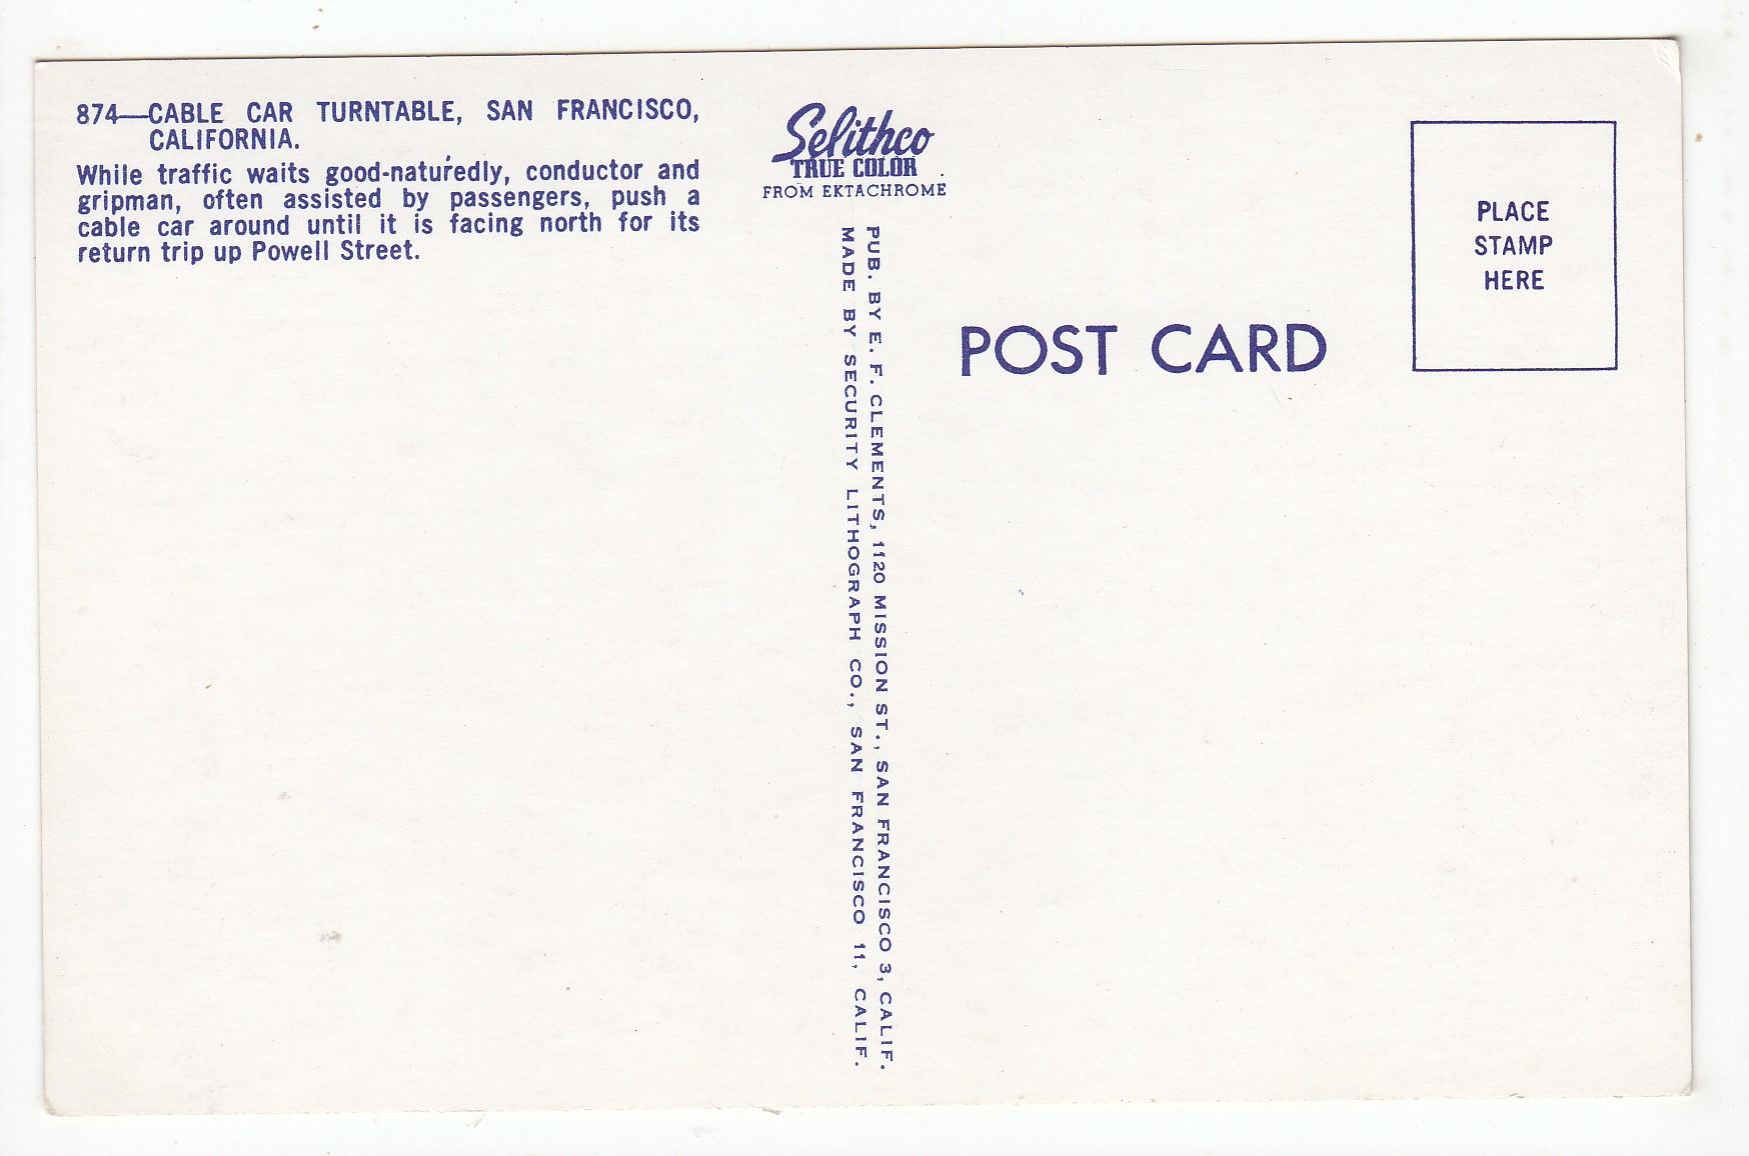 874—CABLE CAR TURNTABLE, SAN FRANCISCO,
CALIFORNIA.
While traffic waits good-naturedly, conductor and
gripman, often assisted by passengers, push a
cable car around until it is facing north for its
return trip up Powell Street.
Selithco
TRUE COLOR
FROM EKTACHROME
PUB. BY E. F. CLEMENTS, 1120 MISSION ST., SAN FRANCISCO 3, CALIF.
MADE BY SECURITY LITHOGRAPH CO., SAN FRANCISCO 11, CALIF.
POST CARD
PLACE
STAMP
HERE